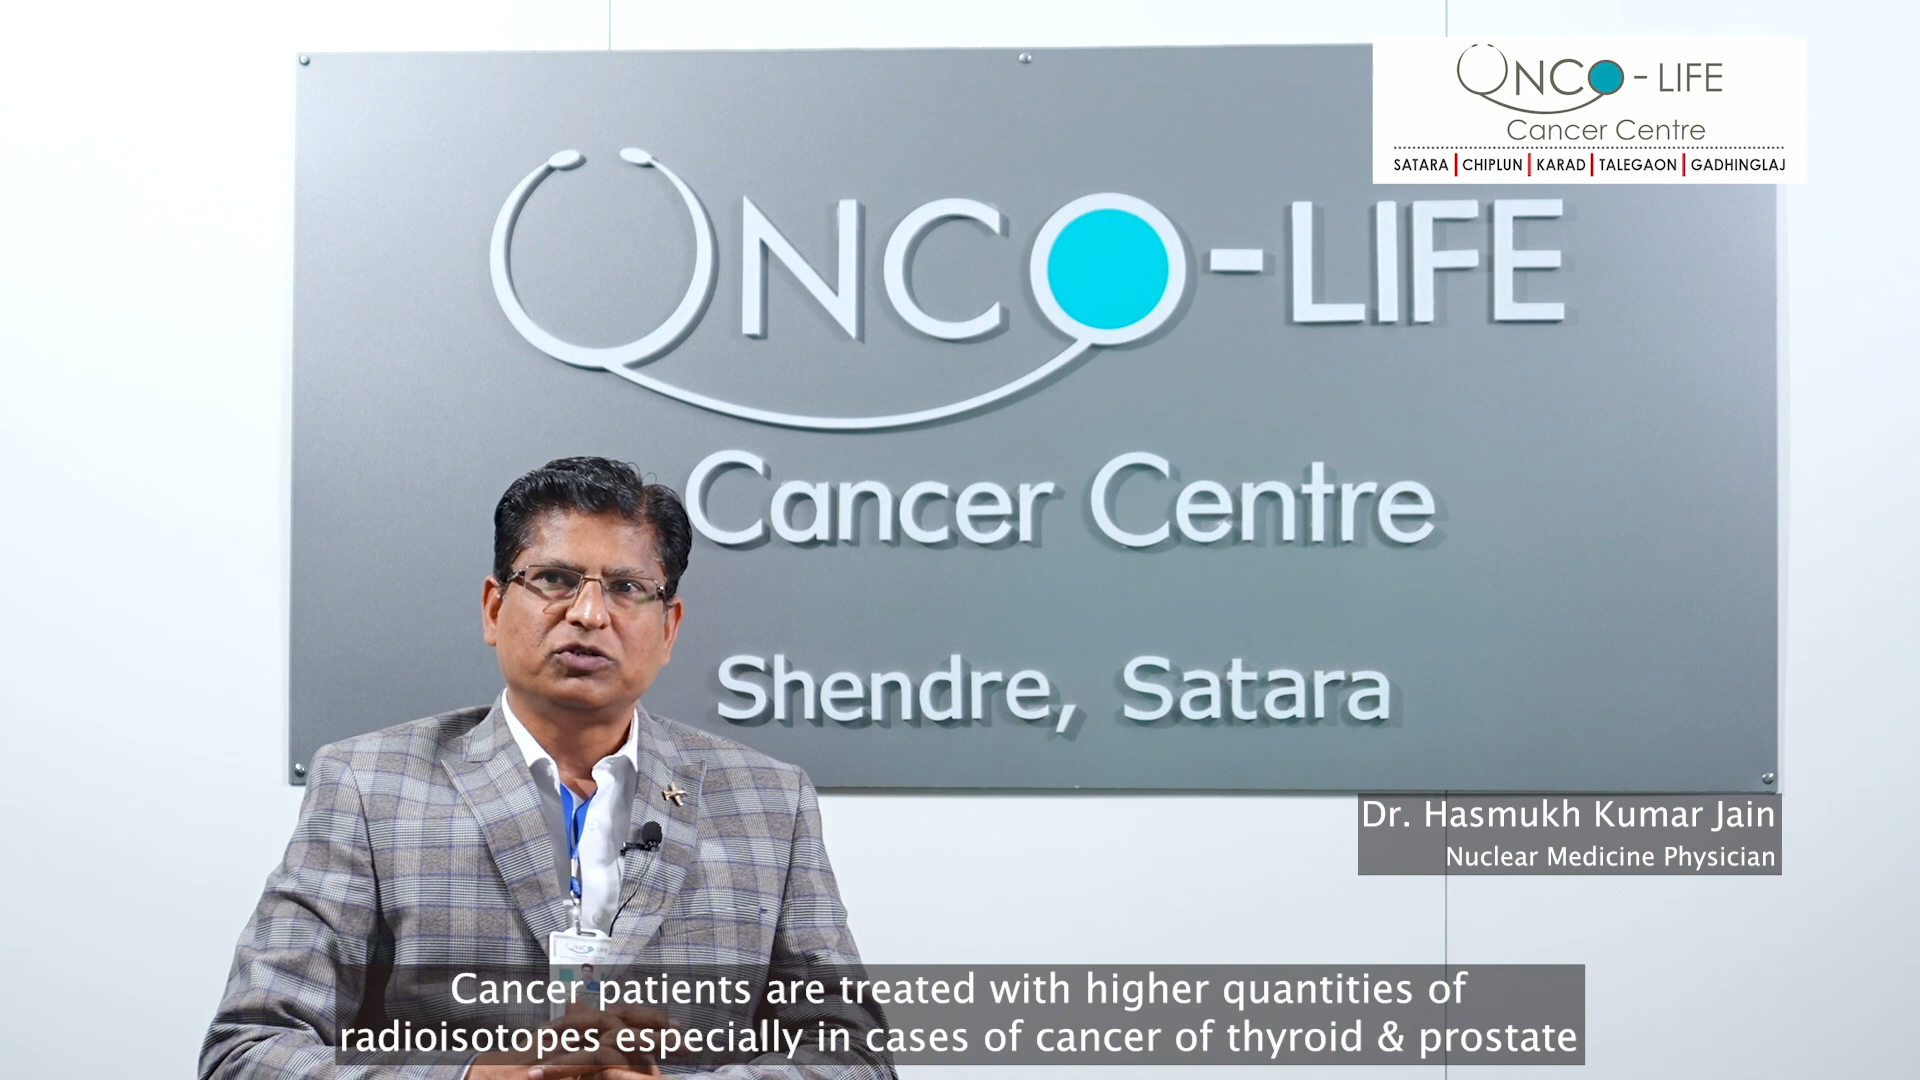 ONCO - LIFE
Cancer Centre
SATARA | CHIPLUN | KARAD | TALEGAON | GADHINGLAJ
ONCO-LIFE
Cancer Centre
Shendre, Satara
Dr. Hasmukh Kumar Jain
Nuclear Medicine Physician
ONCO-LIFE
Cancer patients are treated with higher quantities of
radioisotopes especially in cases of cancer of thyroid & prostate